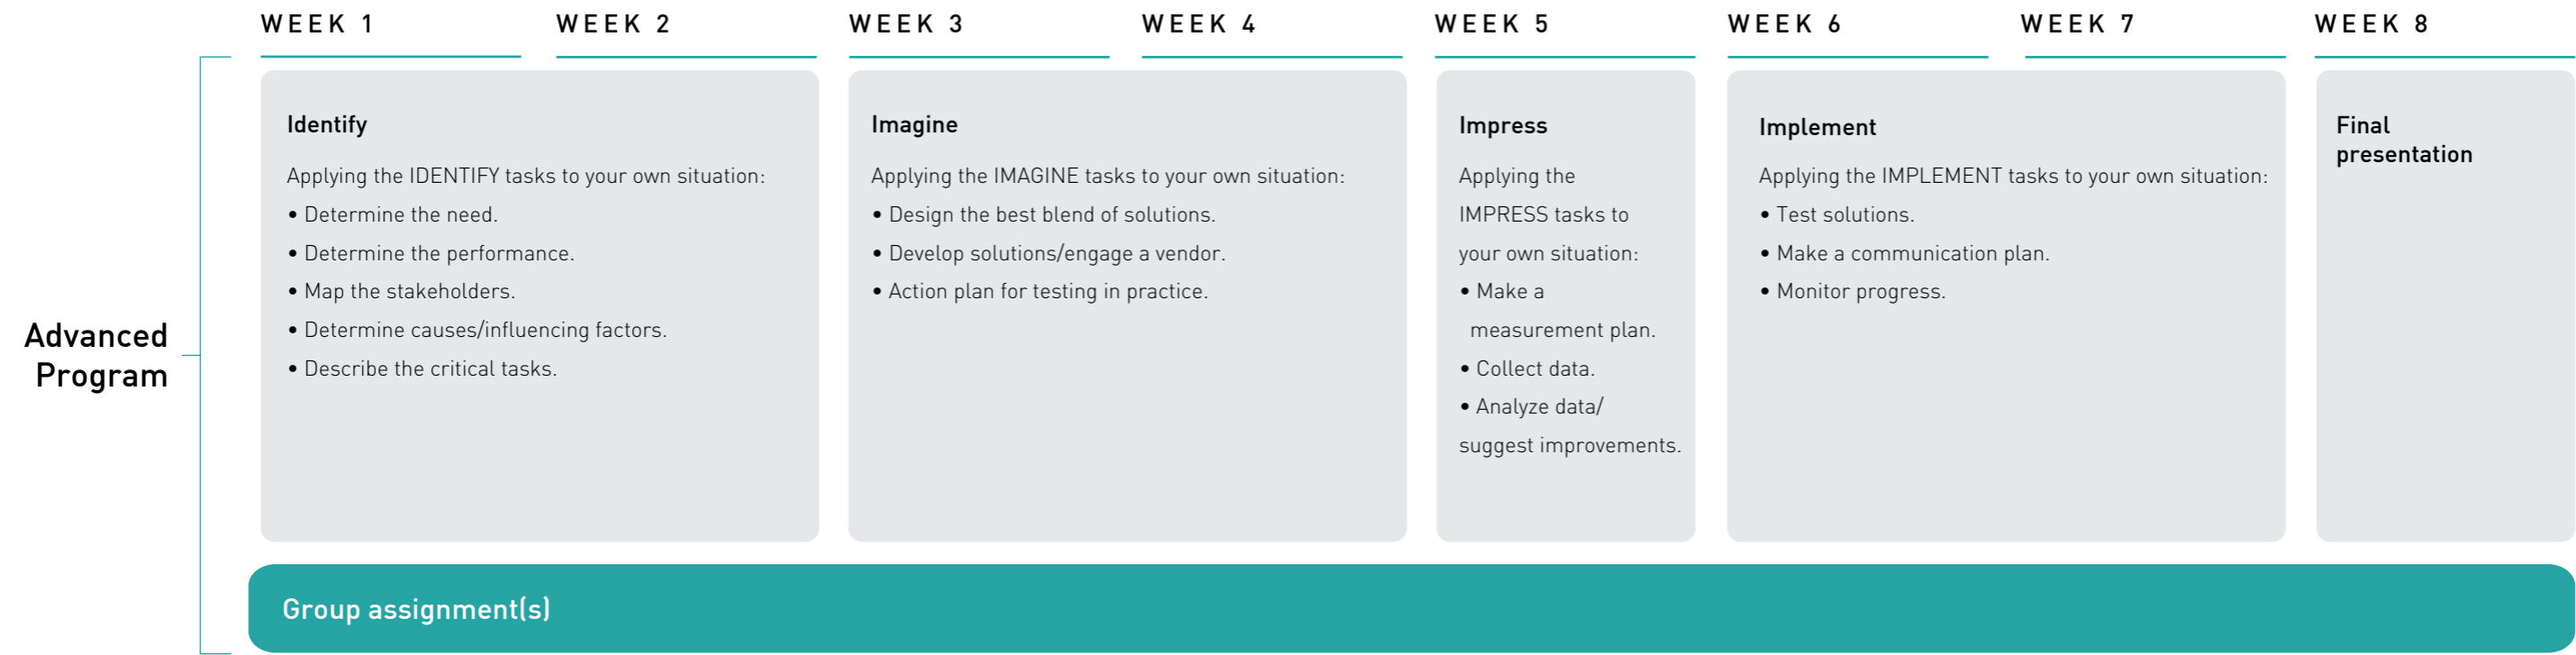 WEEK 1
WEEK 2
WEEK 3
WEEK 4
WEEK 5
WEEK 6
WEEK 7
WEEK 8
Advanced
Program
Identify
Applying the IDENTIFY tasks to your own situation:
• Determine the need.
• Determine the performance.
• Map the stakeholders.
• Determine causes/influencing factors.
• Describe the critical tasks.
Imagine
Applying the IMAGINE tasks to your own situation:
• Design the best blend of solutions.
• Develop solutions/engage a vendor.
• Action plan for testing in practice.
Impress
Applying the
IMPRESS tasks to
your own situation:
• Make a
measurement plan.
• Collect data.
• Analyze data/
suggest improvements.
Implement
Applying the IMPLEMENT tasks to your own situation:
• Test solutions.
• Make a communication plan.
• Monitor progress.
Final
presentation
Group assignment(s)